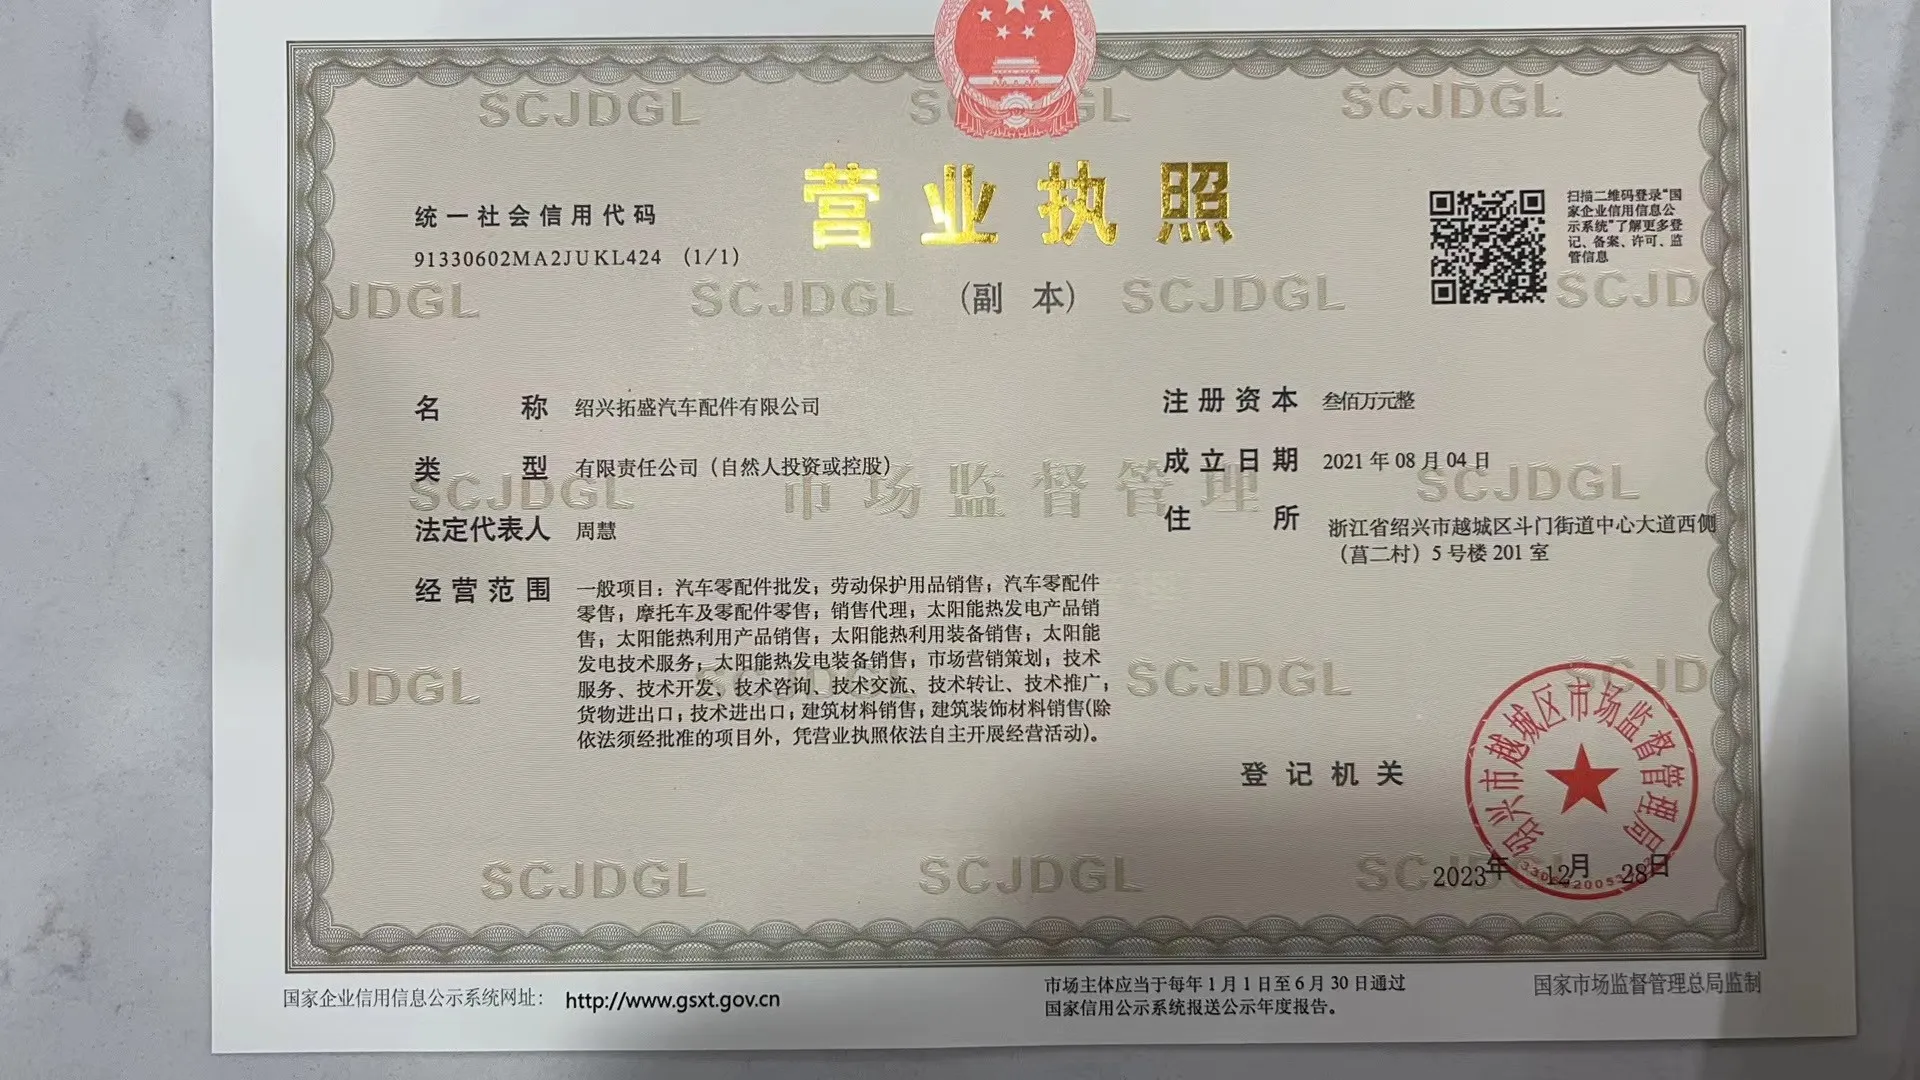 SCJDGL SCJDGL SCJDGL
营业执照
(副 本)
统一社会信用代码
91330602MA2JUKL424 (1/1)
扫描二维码登录“国
家企业信用信息公
示系统”了解更多登
记、备案、许可、监
管信息
JDGL SCJDGL SCJDGL SCJD
名 称 绍兴拓盛汽车配件有限公司
类 型 有限责任公司（自然人投资或控股）
法定代表人 周慧
经营范围 一般项目：汽车零配件批发；劳动保护用品销售；汽车零配件
零售；摩托车及零配件零售；销售代理；太阳能热发电产品销
售；太阳能热利用产品销售；太阳能热利用装备销售；太阳能
发电技术服务；太阳能热发电装备销售；市场营销策划；技术
服务、技术开发、技术咨询、技术交流、技术转让、技术推广；
货物进出口；技术进出口；建筑材料销售；建筑装饰材料销售(除
依法须经批准的项目外，凭营业执照依法自主开展经营活动)。
注册资本 叁佰万元整
成立日期 2021 年 08 月 04 日
住 所 浙江省绍兴市越城区斗门街道中心大道西侧
（菖二村）5 号楼 201 室
SCJDGL 市场监督管理 SCJDGL
JDGL SCJDGL SCJDGL SCJD
登记机关
绍兴市越城区市场监督管理局
2023年 12月 28日
SCJDGL SCJDGL SCJDGL
国家企业信用信息公示系统网址： http://www.gsxt.gov.cn
市场主体应当于每年 1 月 1 日至 6 月 30 日通过
国家信用公示系统报送公示年度报告。
国家市场监督管理总局监制